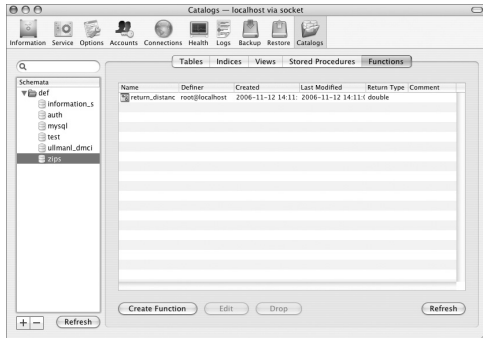 Catalogs — localhost via socket
Information Service Options Accounts Connections Health Logs Backup Restore Catalogs
Tables Indices Views Stored Procedures Functions
Schemata
def
information_s
auth
mysql
test
ullmanl_dmci
zips
Name Definer Created Last Modified Return Type Comment
return_distanc root@localhost 2006-11-12 14:11: 2006-11-12 14:11:( double
Create Function Edit Drop Refresh
+ − Refresh